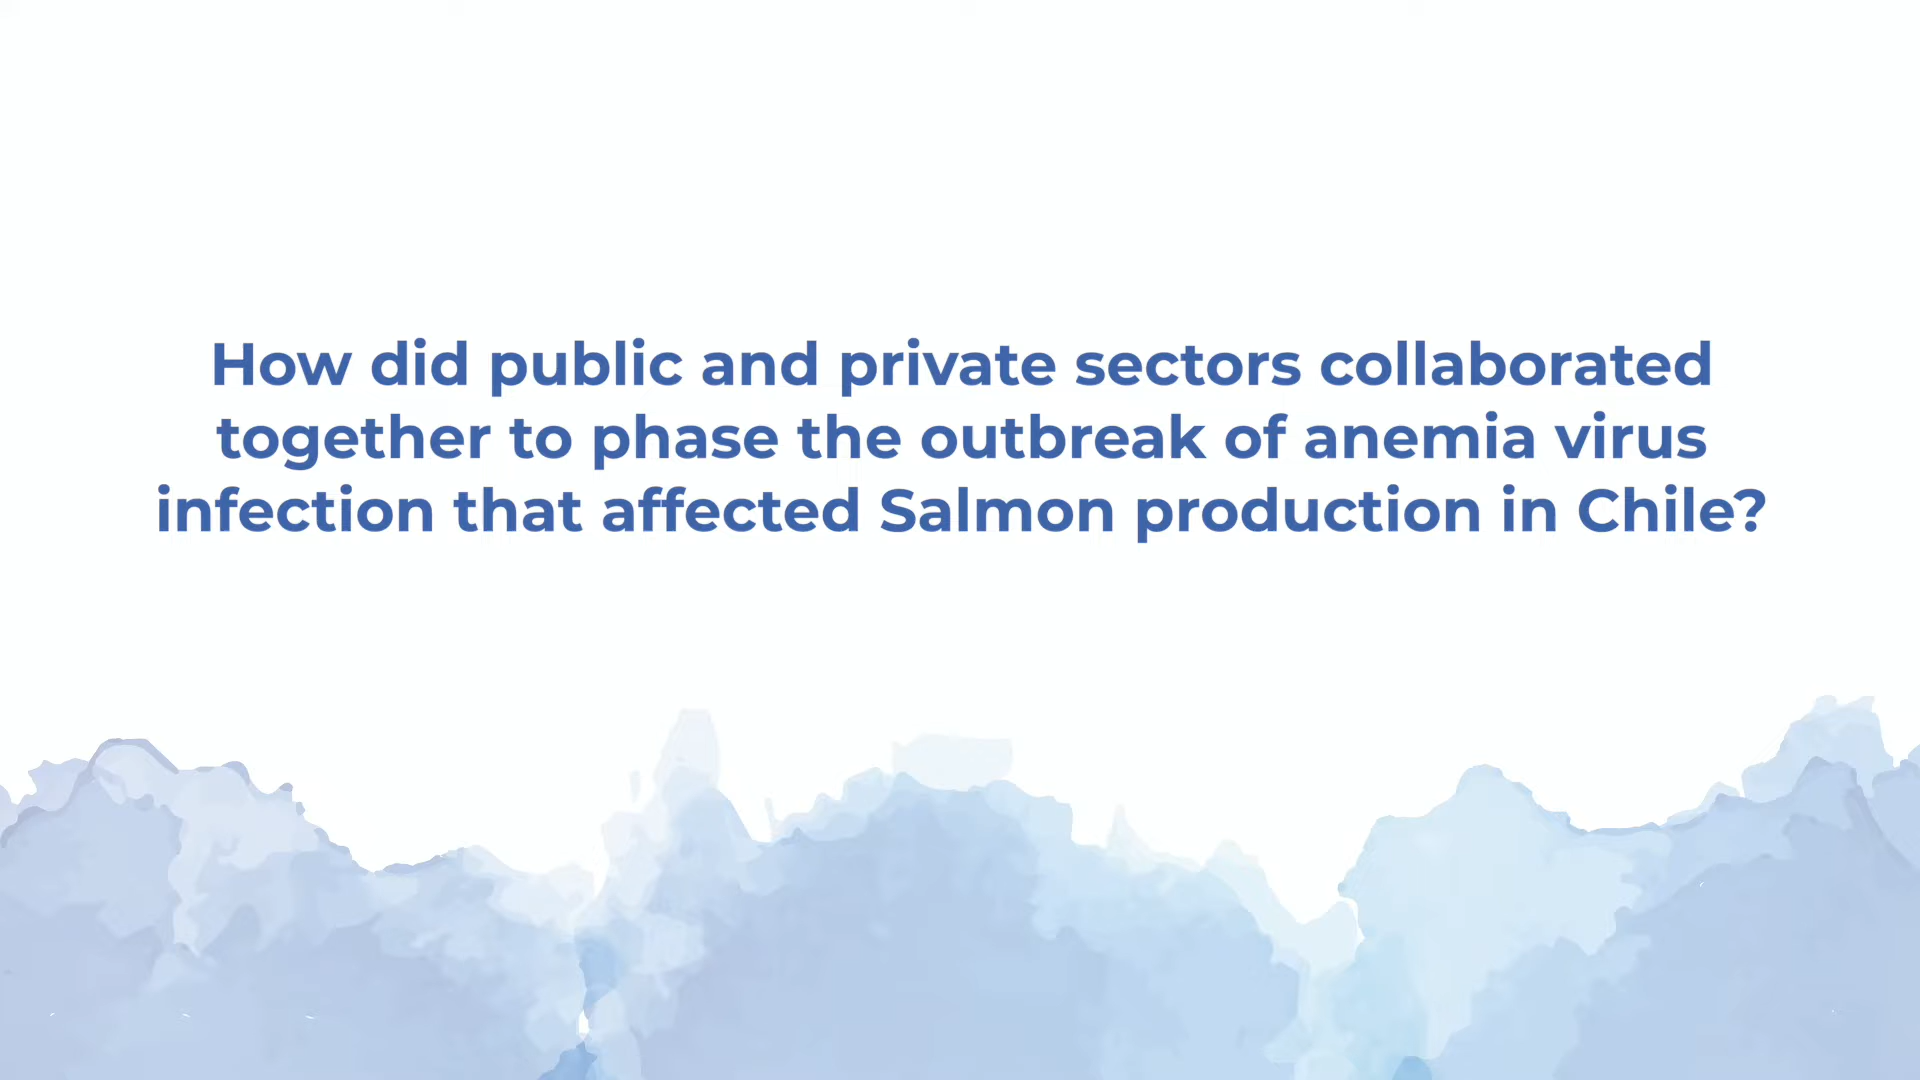 How did public and private sectors collaborated
together to phase the outbreak of anemia virus
infection that affected Salmon production in Chile?